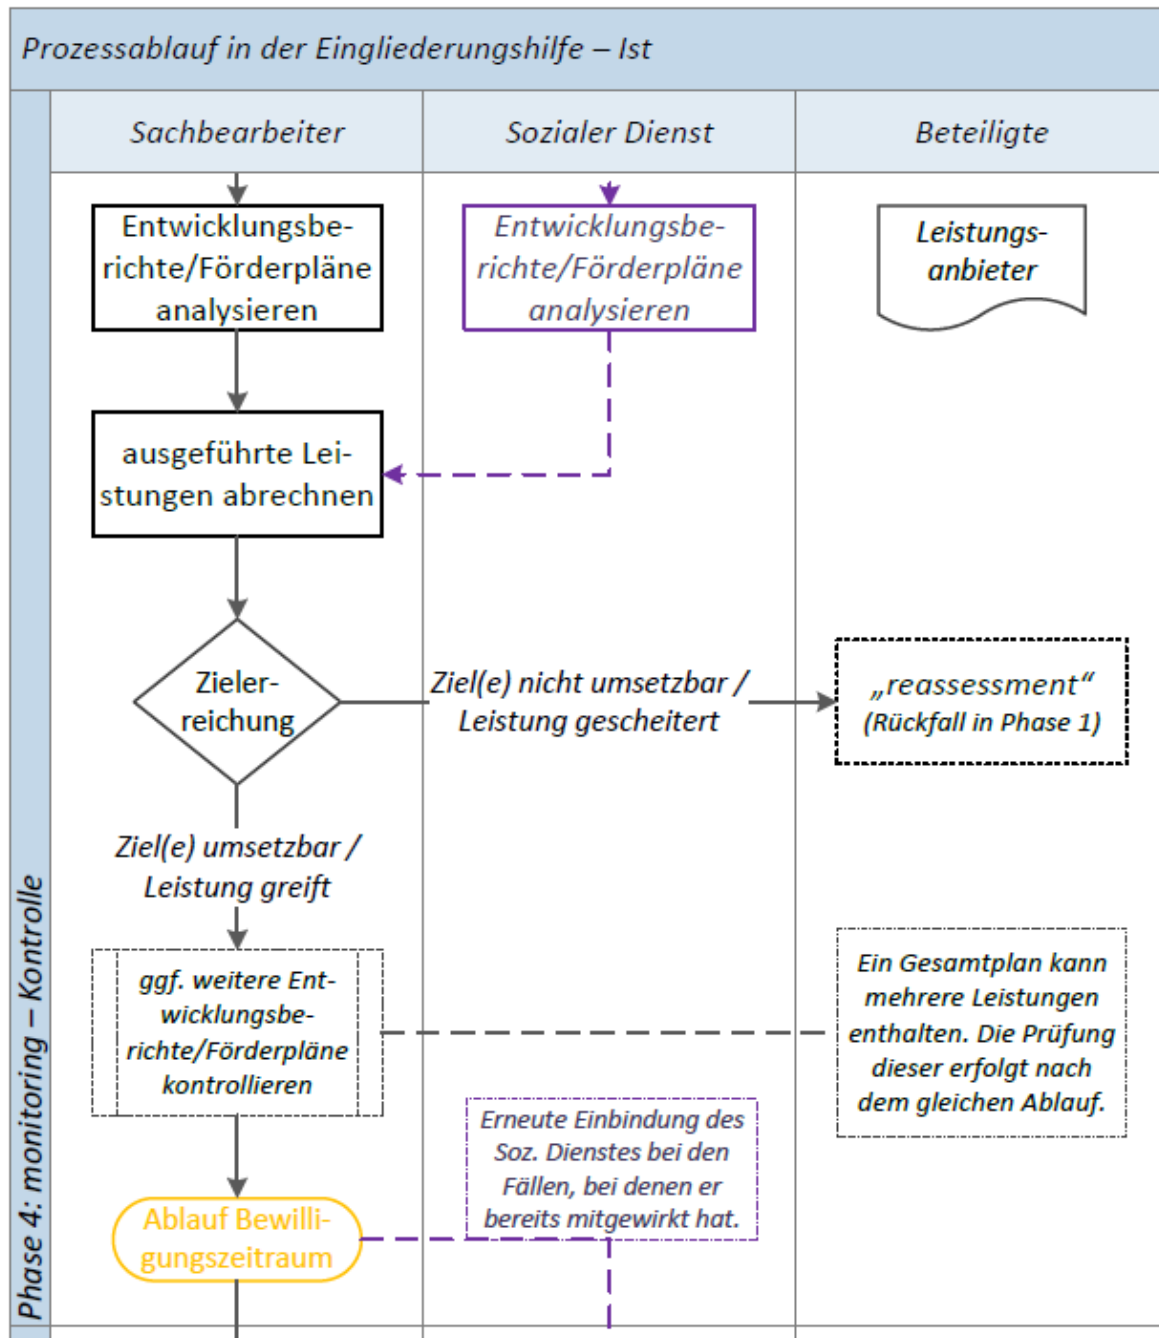 Prozessablauf in der Eingliederungshilfe – Ist
Sachbearbeiter
Sozialer Dienst
Beteiligte
Phase 4: monitoring – Kontrolle
Entwicklungsbe-
richte/Förderpläne
analysieren
Entwicklungsbe-
richte/Förderpläne
analysieren
Leistungs-
anbieter
ausgeführte Lei-
stungen abrechnen
Zieler-
reichung
Ziel(e) nicht umsetzbar /
Leistung gescheitert
„reassessment“
(Rückfall in Phase 1)
Ziel(e) umsetzbar /
Leistung greift
ggf. weitere Ent-
wicklungsbe-
richte/Förderpläne
kontrollieren
Ein Gesamtplan kann
mehrere Leistungen
enthalten. Die Prüfung
dieser erfolgt nach
dem gleichen Ablauf.
Erneute Einbindung des
Soz. Dienstes bei den
Fällen, bei denen er
bereits mitgewirkt hat.
Ablauf Bewilli-
gungszeitraum